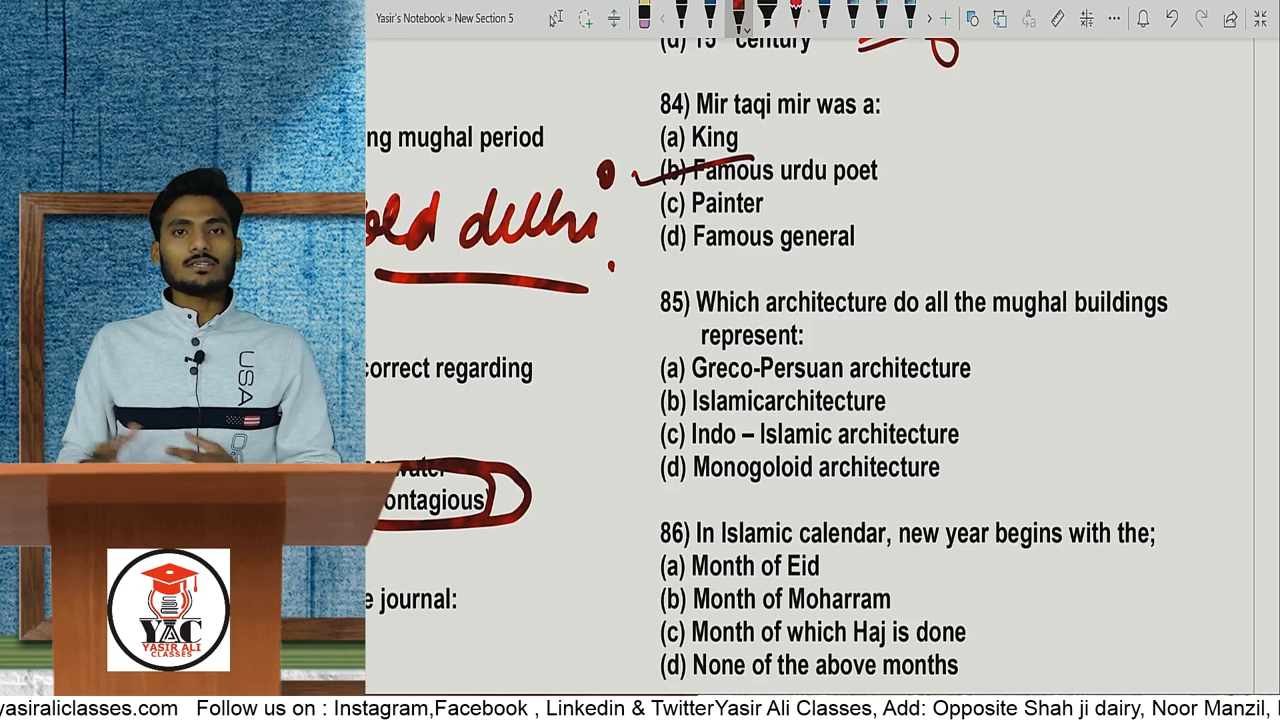 Yasir's Notebook » New Section 5
(d) 15 century
ng mughal period
old delhi
correct regarding
water
contagious)
e journal:
84) Mir taqi mir was a:
(a) King
(b) Famous urdu poet
(c) Painter
(d) Famous general
85) Which architecture do all the mughal buildings
represent:
(a) Greco-Persuan architecture
(b) Islamicarchitecture
(c) Indo – Islamic architecture
(d) Monogoloid architecture
86) In Islamic calendar, new year begins with the;
(a) Month of Eid
(b) Month of Moharram
(c) Month of which Haj is done
(d) None of the above months
USA
YAC
YASIR ALI
CLASSES
yasiraliclasses.com Follow us on : Instagram,Facebook , Linkedin & TwitterYasir Ali Classes, Add: Opposite Shah ji dairy, Noor Manzil,